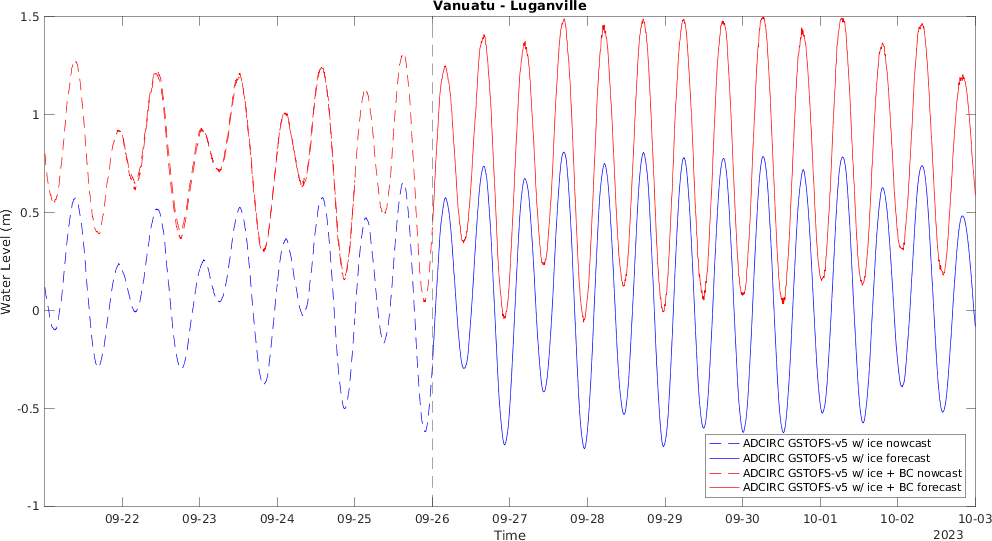 Vanuatu - Luganville
1.5
1
0.5
0
-0.5
-1
Water Level (m)
ADCIRC GSTOFS-v5 w/ ice nowcast
ADCIRC GSTOFS-v5 w/ ice forecast
ADCIRC GSTOFS-v5 w/ ice + BC nowcast
ADCIRC GSTOFS-v5 w/ ice + BC forecast
09-22 09-23 09-24 09-25 09-26 09-27 09-28 09-29 09-30 10-01 10-02 10-03
Time
2023